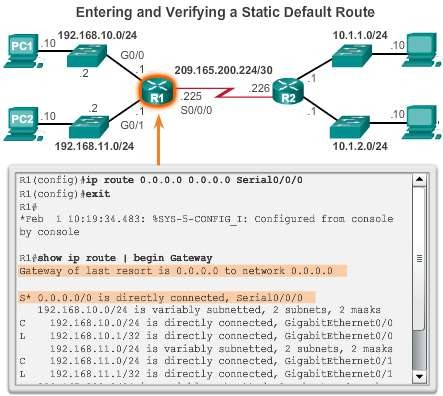 Entering and Verifying a Static Default Route
PC1
.10
192.168.10.0/24
G0/0
.1
.2
R1
209.165.200.224/30
.225
S0/0/0
.226
R2
10.1.1.0/24
.10
.1
PC2
.10
.2
.1
G0/1
192.168.11.0/24
.1
.10
10.1.2.0/24
R1(config)#ip route 0.0.0.0 0.0.0.0 Serial0/0/0
R1(config)#exit
R1#
*Feb  1 10:19:34.483: %SYS-5-CONFIG_I: Configured from console
by console
R1#show ip route | begin Gateway
Gateway of last resort is 0.0.0.0 to network 0.0.0.0
S* 0.0.0.0/0 is directly connected, Serial0/0/0
192.168.10.0/24 is variably subnetted, 2 subnets, 2 masks
C 192.168.10.0/24 is directly connected, GigabitEthernet0/0
L 192.168.10.1/32 is directly connected, GigabitEthernet0/0
192.168.11.0/24 is variably subnetted, 2 subnets, 2 masks
C 192.168.11.0/24 is directly connected, GigabitEthernet0/1
L 192.168.11.1/32 is directly connected, GigabitEthernet0/1